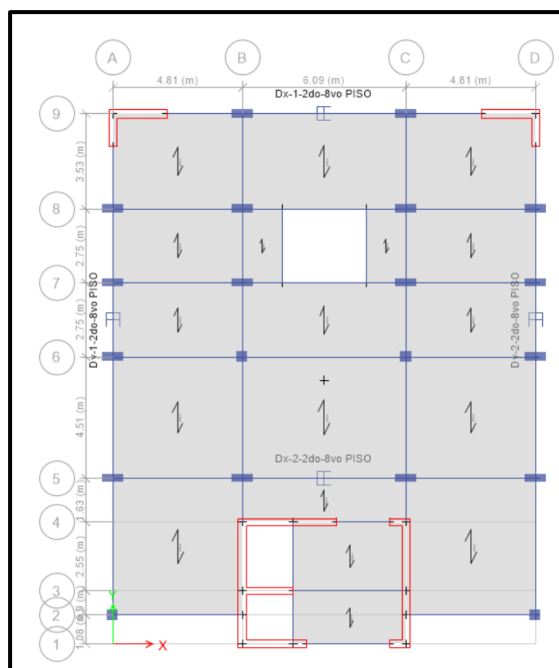 A B C D
4.81 (m) 6.09 (m) 4.81 (m)
Dx-1-2do-8vo PISO
9
3.53 (m)
8
2.75 (m)
7
2.75 (m)
Dy-1-2do-8vo PISO
Dy-2-2do-8vo PISO
6
4.51 (m)
Dx-2-2do-8vo PISO
5
1.63 (m)
4
2.55 (m)
3
2
Y
1.08 (m)
1
X